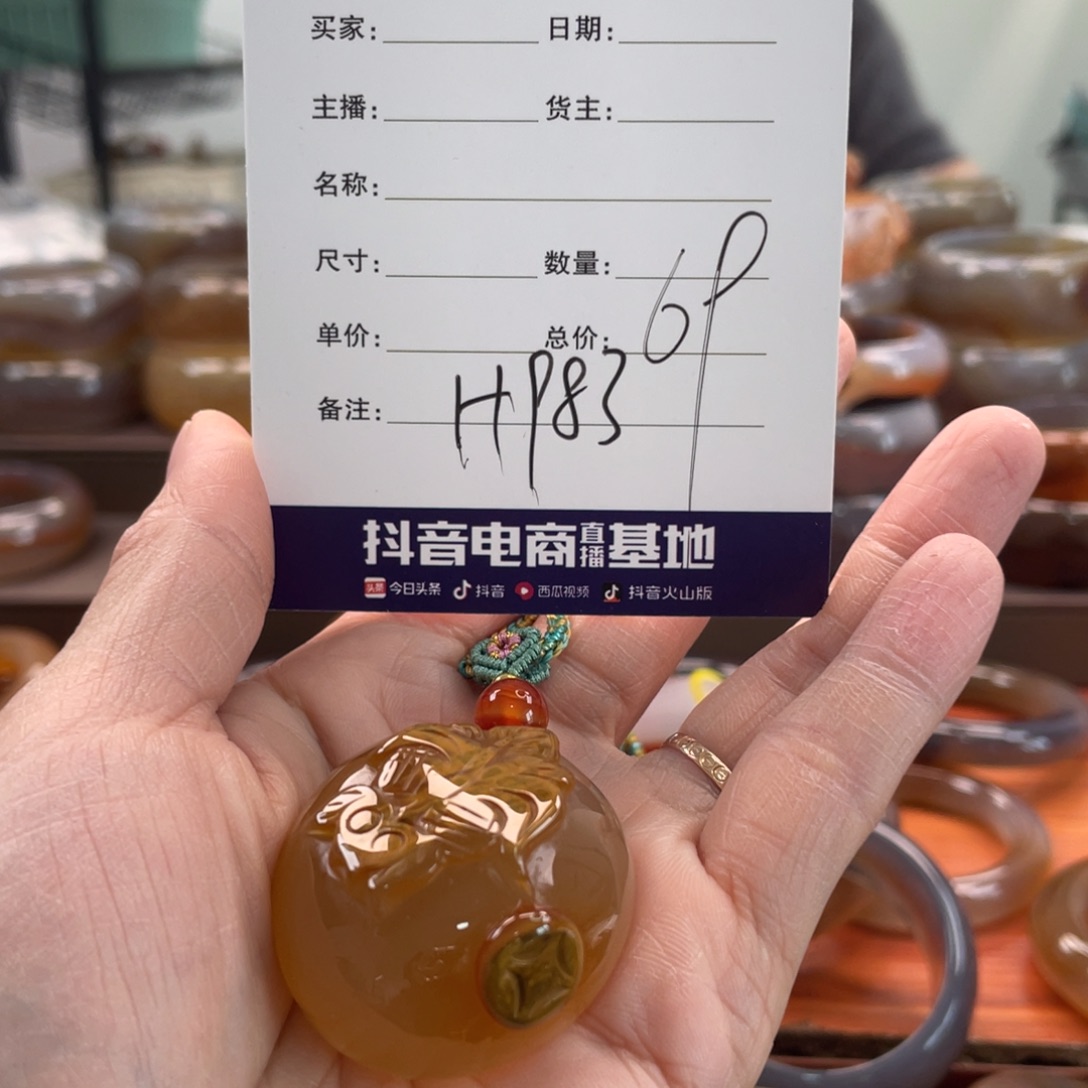 买家: 日期:
主播: 货主:
名称:
尺寸: 数量:
单价: 总价:
备注: HP83
抖音电商直播基地
头条 今日头条 抖音 西瓜视频 抖音火山版